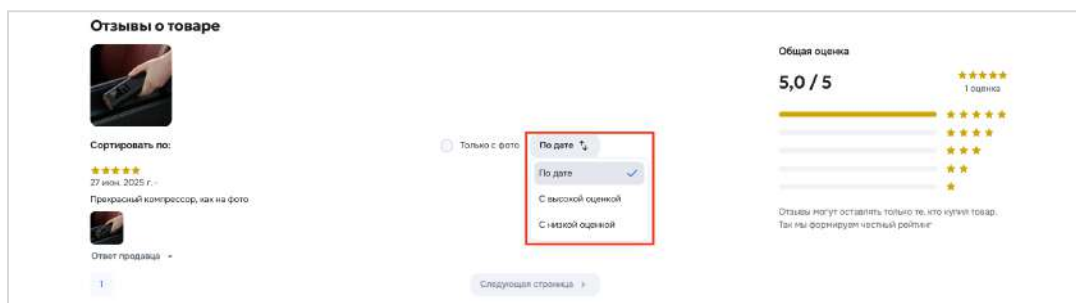 Отзывы о товаре
Сортировать по:
Только с фото
По дате
По дате
С высокой оценкой
С низкой оценкой
27 июн. 2025 г. -
Прекрасный компрессор, как на фото
Ответ продавца
1
Следующая страница
Общая оценка
5,0 / 5
1 оценка
Отзывы могут оставлять только те, кто купил товар.
Так мы формируем честный рейтинг